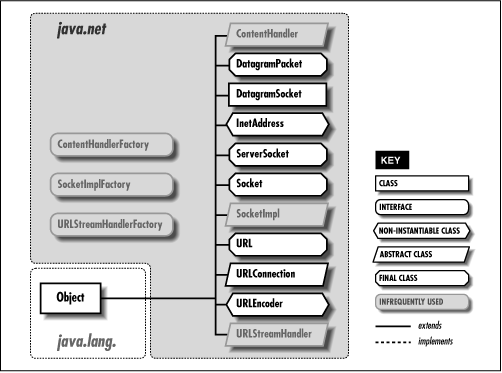 java.net
ContentHandler
DatagramPacket
DatagramSocket
InetAddress
ServerSocket
Socket
SocketImpl
URL
URLConnection
URLEncoder
URLStreamHandler
ContentHandlerFactory
SocketImplFactory
URLStreamHandlerFactory
Object
java.lang.
KEY
CLASS
INTERFACE
NON-INSTANTIABLE CLASS
ABSTRACT CLASS
FINAL CLASS
INFREQUENTLY USED
extends
implements